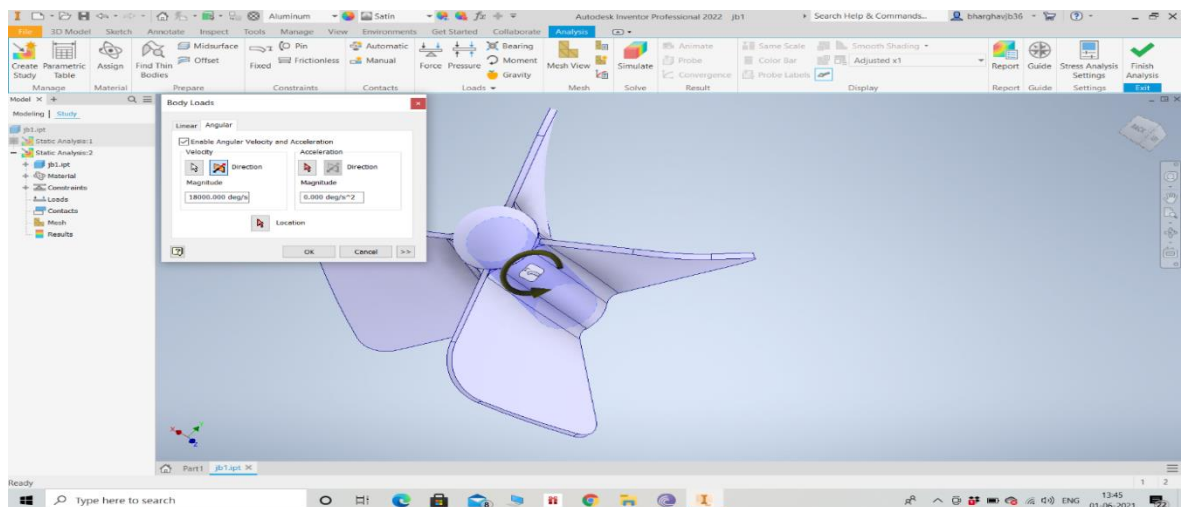 Aluminum Satin Autodesk Inventor Professional 2022 jb1 Search Help & Commands... bharghavjb36
File 3D Model Sketch Annotate Inspect Tools Manage View Environments Get Started Collaborate Analysis
Midsurface Pin Automatic Bearing Animate Same Scale Smooth Shading
Offset Frictionless Manual Moment Probe Color Bar Adjusted x1
Create Study Parametric Table Assign Find Thin Bodies Fixed Force Pressure Gravity Mesh View Simulate Convergence Probe Labels Report Guide Stress Analysis Settings Finish Analysis
Manage Material Prepare Constraints Contacts Loads Mesh Solve Result Display Report Guide Settings Exit
Model
Modeling Study
jb1.ipt
Static Analysis:1
Static Analysis:2
jb1.ipt
Material
Constraints
Loads
Contacts
Mesh
Results
Body Loads
Linear Angular
Enable Angular Velocity and Acceleration
Velocity Acceleration
Direction Direction
Magnitude Magnitude
18000.000 deg/s 0.000 deg/s^2
Location
OK Cancel >>
Part1 jb1.ipt
Ready 1 2
Type here to search ENG 13:45
01-06-2021